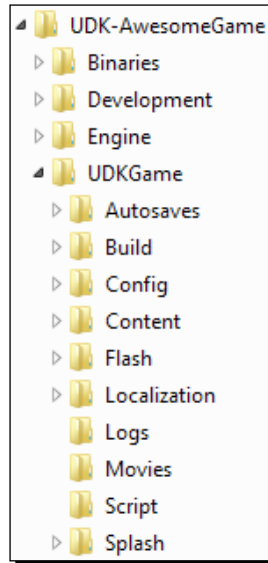 UDK-AwesomeGame
Binaries
Development
Engine
UDKGame
Autosaves
Build
Config
Content
Flash
Localization
Logs
Movies
Script
Splash